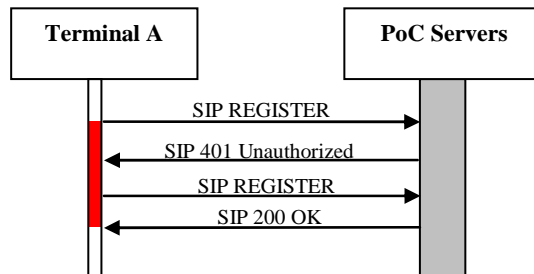 Terminal A
PoC Servers
SIP REGISTER
SIP 401 Unauthorized
SIP REGISTER
SIP 200 OK